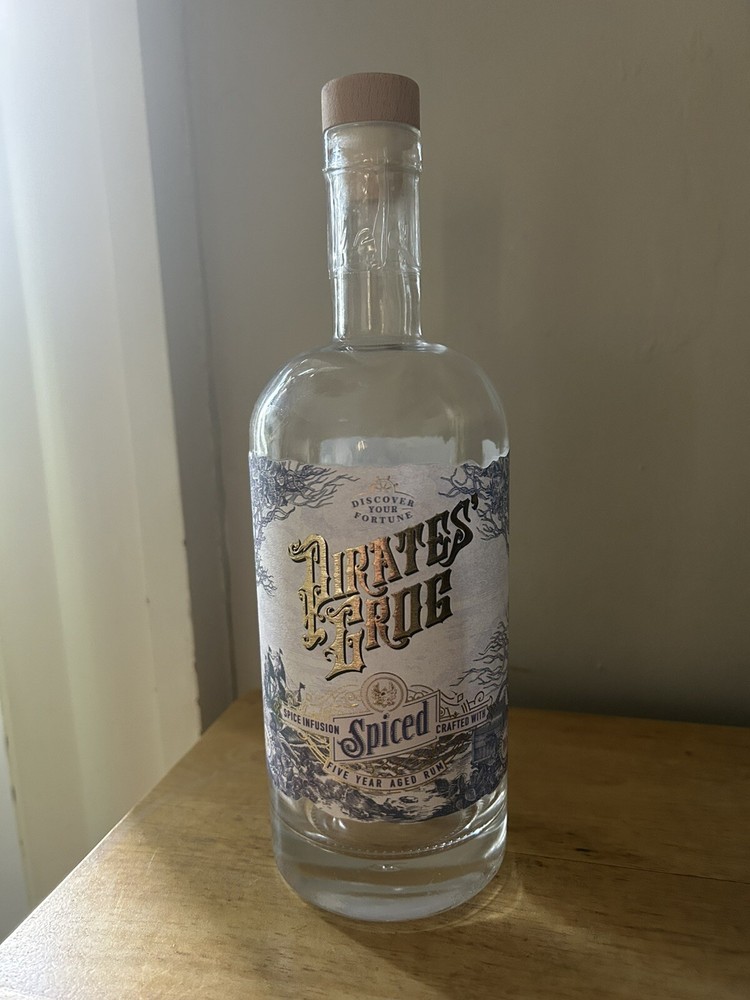 DISCOVER
YOUR
FORTUNE
PIRATES'
GROG
SPICE INFUSION Spiced CRAFTED WITH
FIVE YEAR AGED RUM